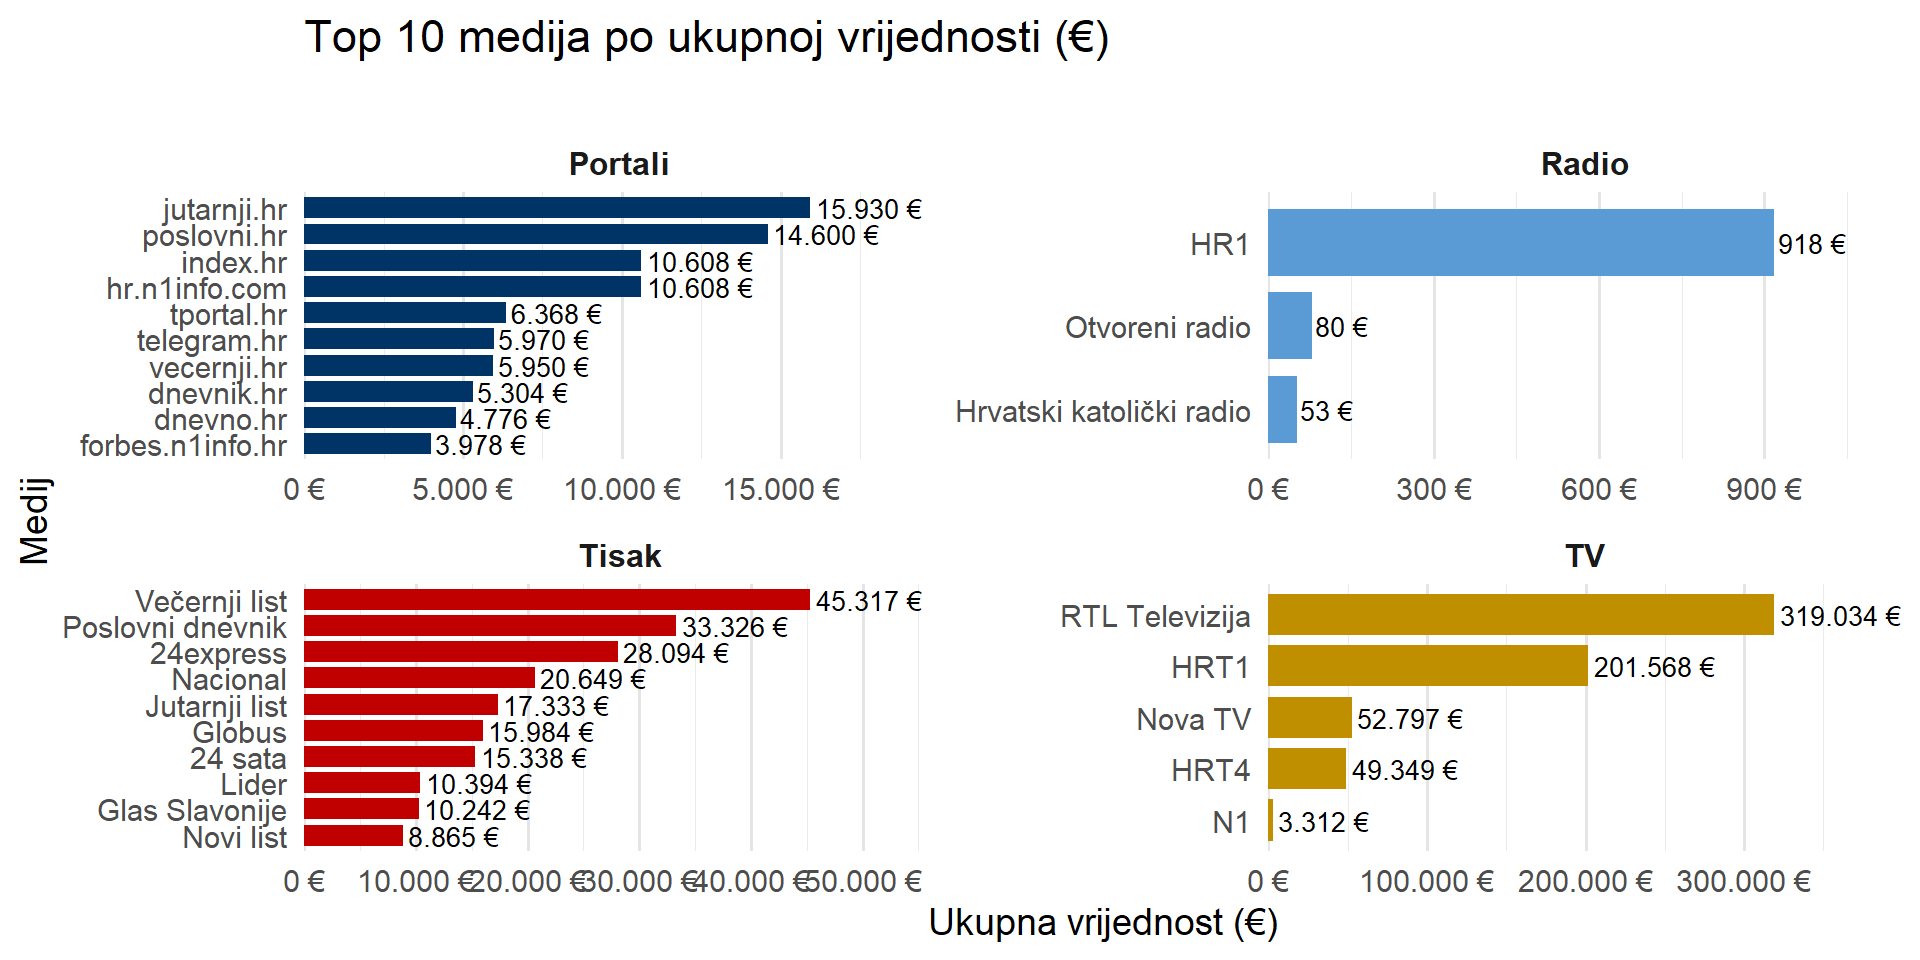 Top 10 medija po ukupnoj vrijednosti (€)
Portali
jutarnji.hr 15.930 €
poslovni.hr 14.600 €
index.hr 10.608 €
hr.n1info.com 10.608 €
tportal.hr 6.368 €
telegram.hr 5.970 €
vecernji.hr 5.950 €
dnevnik.hr 5.304 €
dnevno.hr 4.776 €
forbes.n1info.hr 3.978 €
0 € 5.000 € 10.000 € 15.000 €
Radio
HR1 918 €
Otvoreni radio 80 €
Hrvatski katolički radio 53 €
0 € 300 € 600 € 900 €
Medij
Tisak
Večernji list 45.317 €
Poslovni dnevnik 33.326 €
24express 28.094 €
Nacional 20.649 €
Jutarnji list 17.333 €
Globus 15.984 €
24 sata 15.338 €
Lider 10.394 €
Glas Slavonije 10.242 €
Novi list 8.865 €
0 € 10.000 € 20.000 € 30.000 € 40.000 € 50.000 €
TV
RTL Televizija 319.034 €
HRT1 201.568 €
Nova TV 52.797 €
HRT4 49.349 €
N1 3.312 €
0 € 100.000 € 200.000 € 300.000 €
Ukupna vrijednost (€)